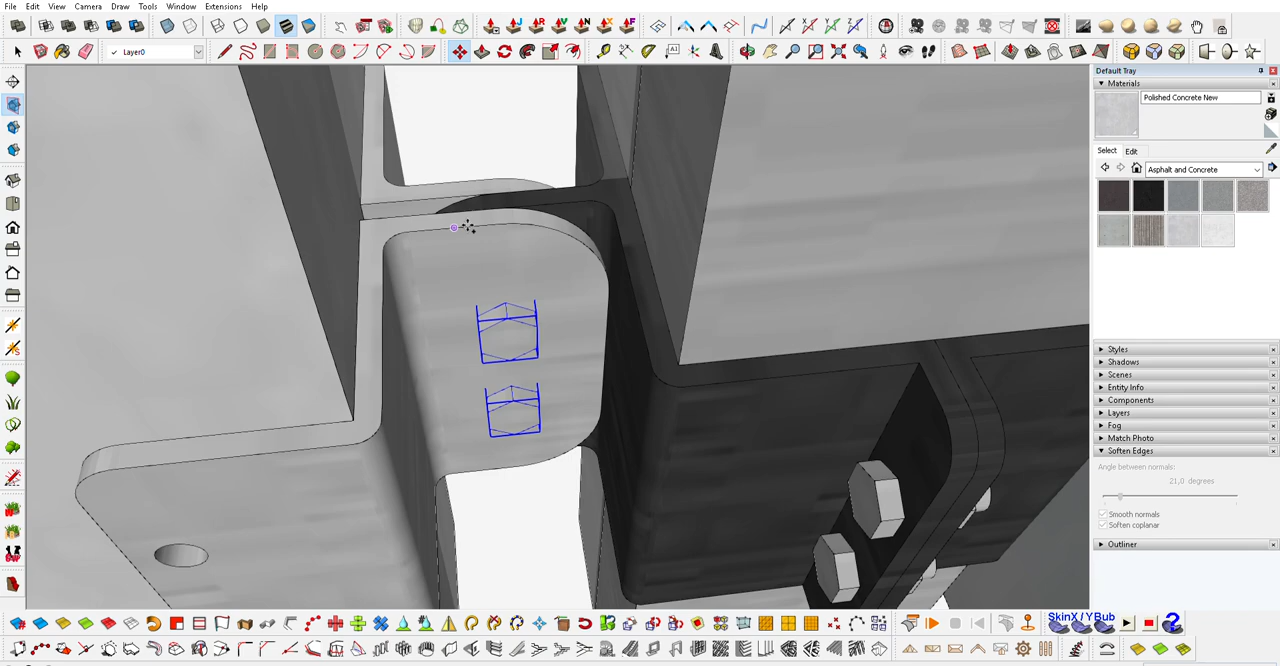 File Edit View Camera Draw Tools Window Extensions Help
Layer0
Default Tray
Materials
Polished Concrete New
Select Edit
Asphalt and Concrete
Styles
Shadows
Scenes
Entity Info
Components
Layers
Fog
Match Photo
Soften Edges
Angle between normals:
21,0 degrees
Smooth normals
Soften coplanar
Outliner
SkinX / YBub